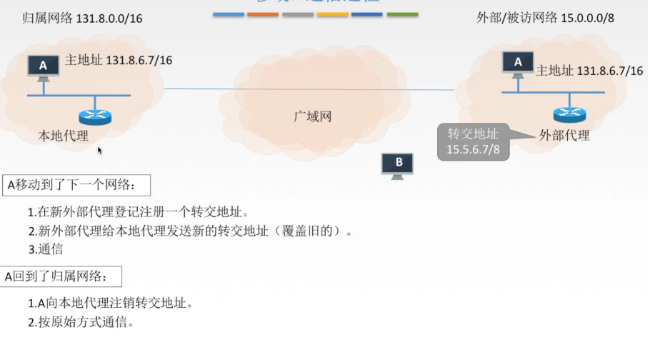 归属网络 131.8.0.0/16
外部/被访网络 15.0.0.0/8
A
主地址 131.8.6.7/16
A
主地址 131.8.6.7/16
广域网
本地代理
转交地址
15.5.6.7/8
外部代理
B
A移动到了下一个网络：
1.在新外部代理登记注册一个转交地址。
2.新外部代理给本地代理发送新的转交地址（覆盖旧的）。
3.通信
A回到了归属网络：
1.A向本地代理注销转交地址。
2.按原始方式通信。